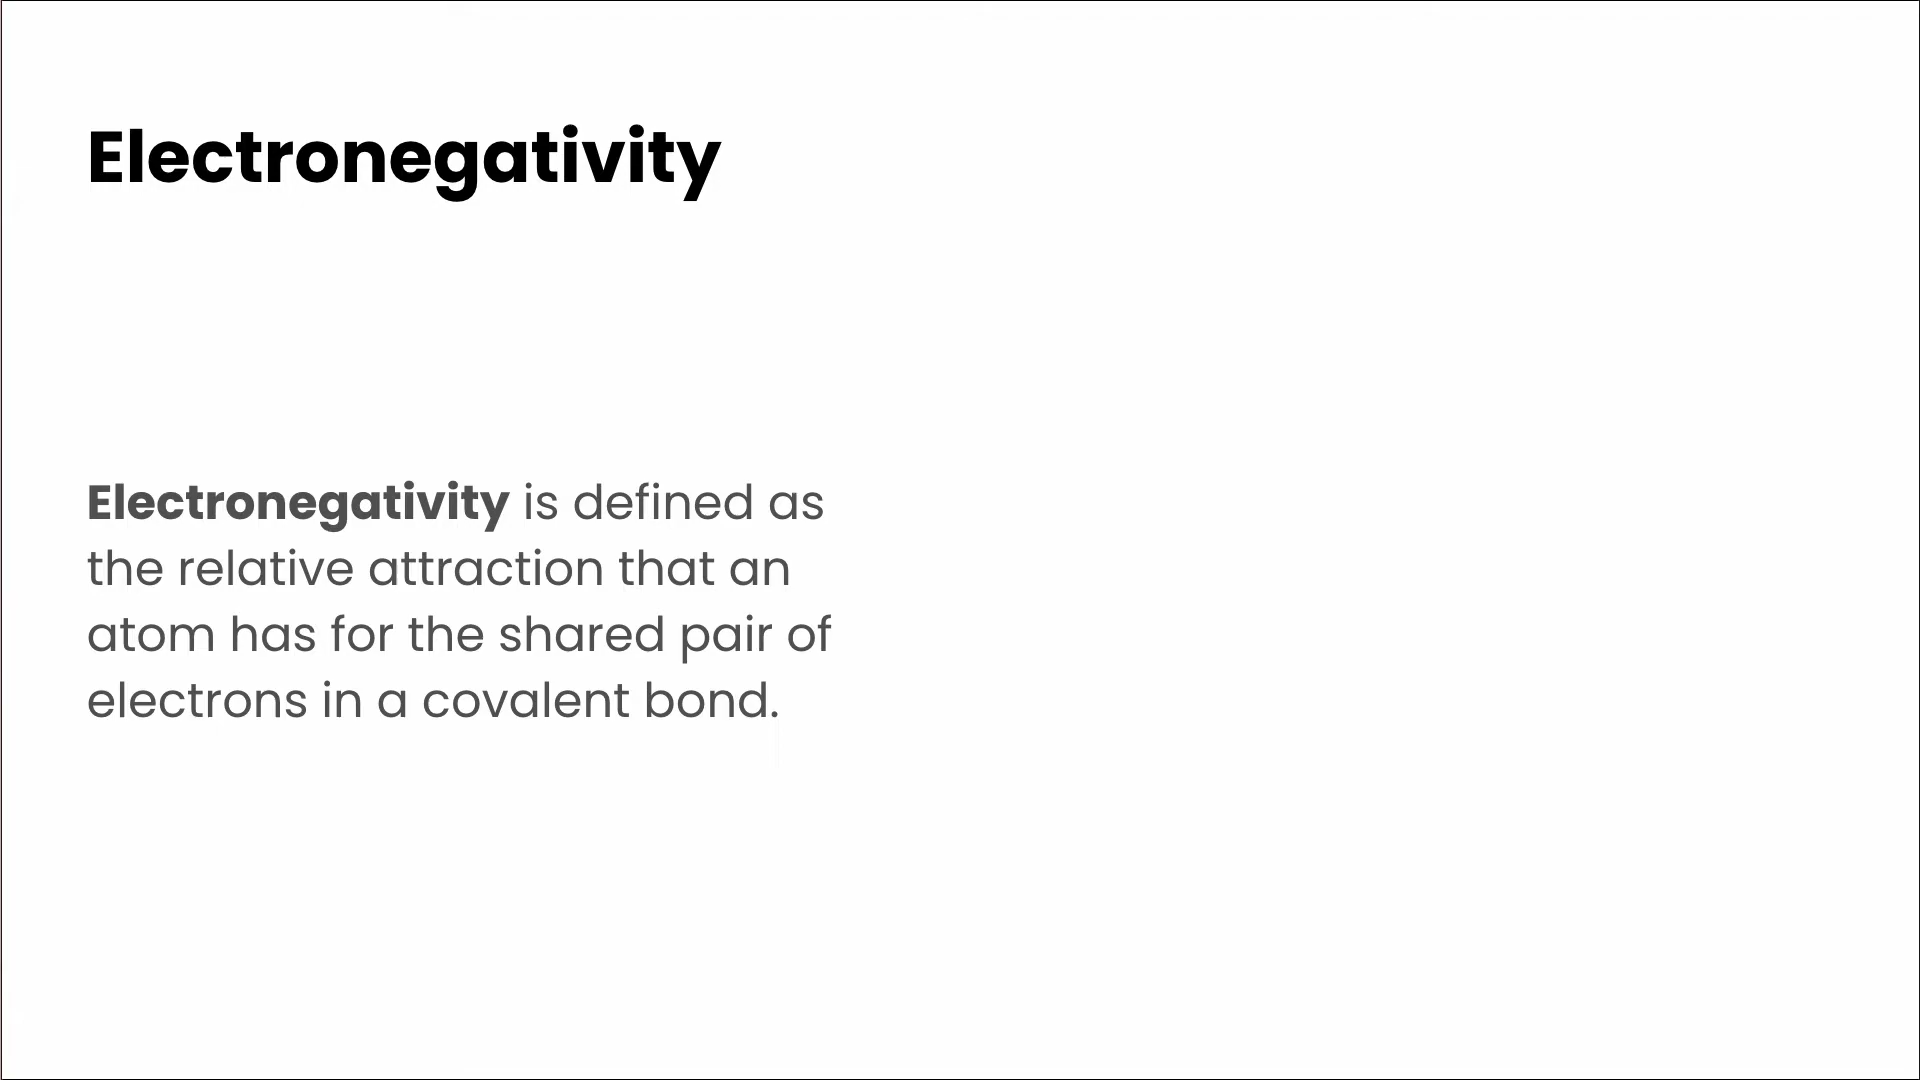 Electronegativity
Electronegativity is defined as
the relative attraction that an
atom has for the shared pair of
electrons in a covalent bond.